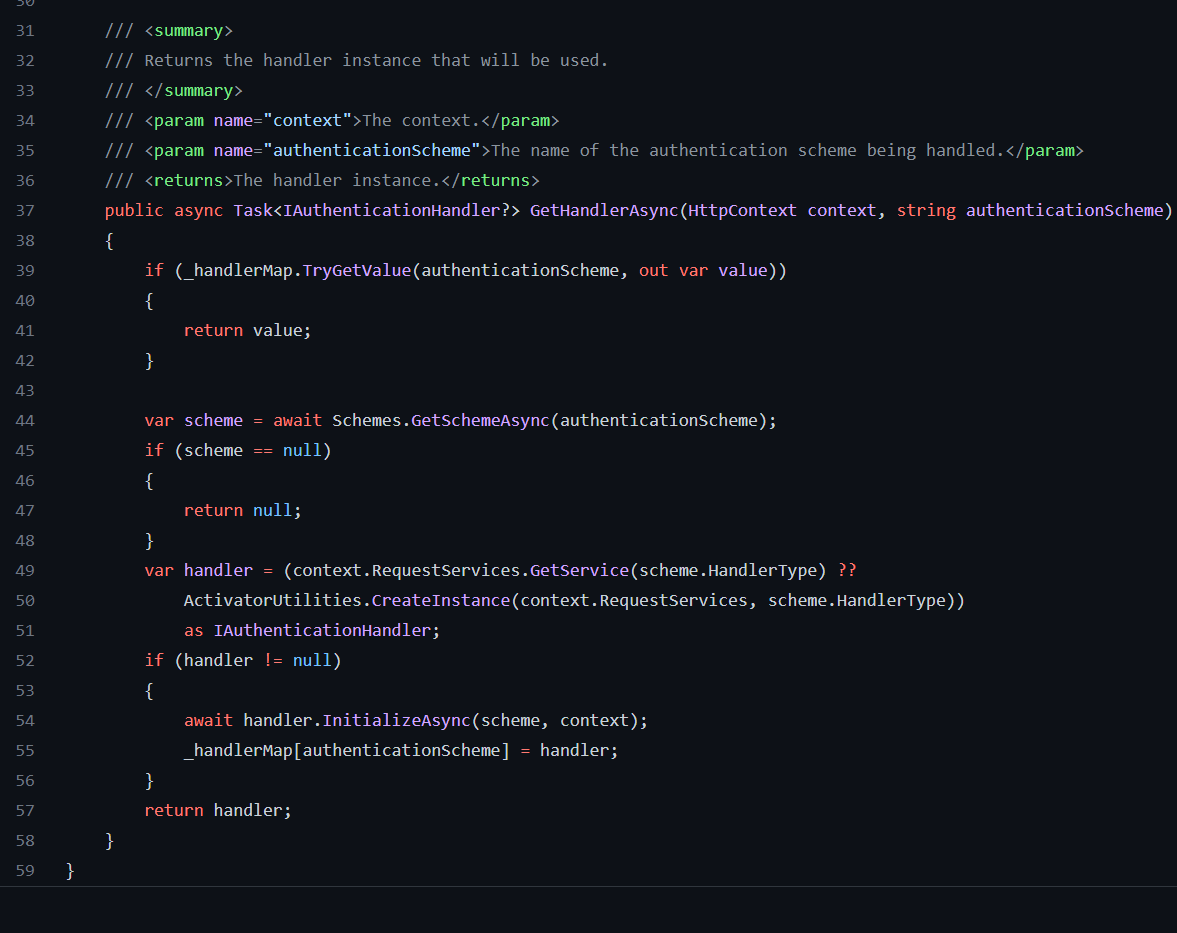 30
31 /// <summary>
32 /// Returns the handler instance that will be used.
33 /// </summary>
34 /// <param name="context">The context.</param>
35 /// <param name="authenticationScheme">The name of the authentication scheme being handled.</param>
36 /// <returns>The handler instance.</returns>
37 public async Task<IAuthenticationHandler?> GetHandlerAsync(HttpContext context, string authenticationScheme)
38 {
39 if (_handlerMap.TryGetValue(authenticationScheme, out var value))
40 {
41 return value;
42 }
43
44 var scheme = await Schemes.GetSchemeAsync(authenticationScheme);
45 if (scheme == null)
46 {
47 return null;
48 }
49 var handler = (context.RequestServices.GetService(scheme.HandlerType) ??
50 ActivatorUtilities.CreateInstance(context.RequestServices, scheme.HandlerType))
51 as IAuthenticationHandler;
52 if (handler != null)
53 {
54 await handler.InitializeAsync(scheme, context);
55 _handlerMap[authenticationScheme] = handler;
56 }
57 return handler;
58 }
59 }